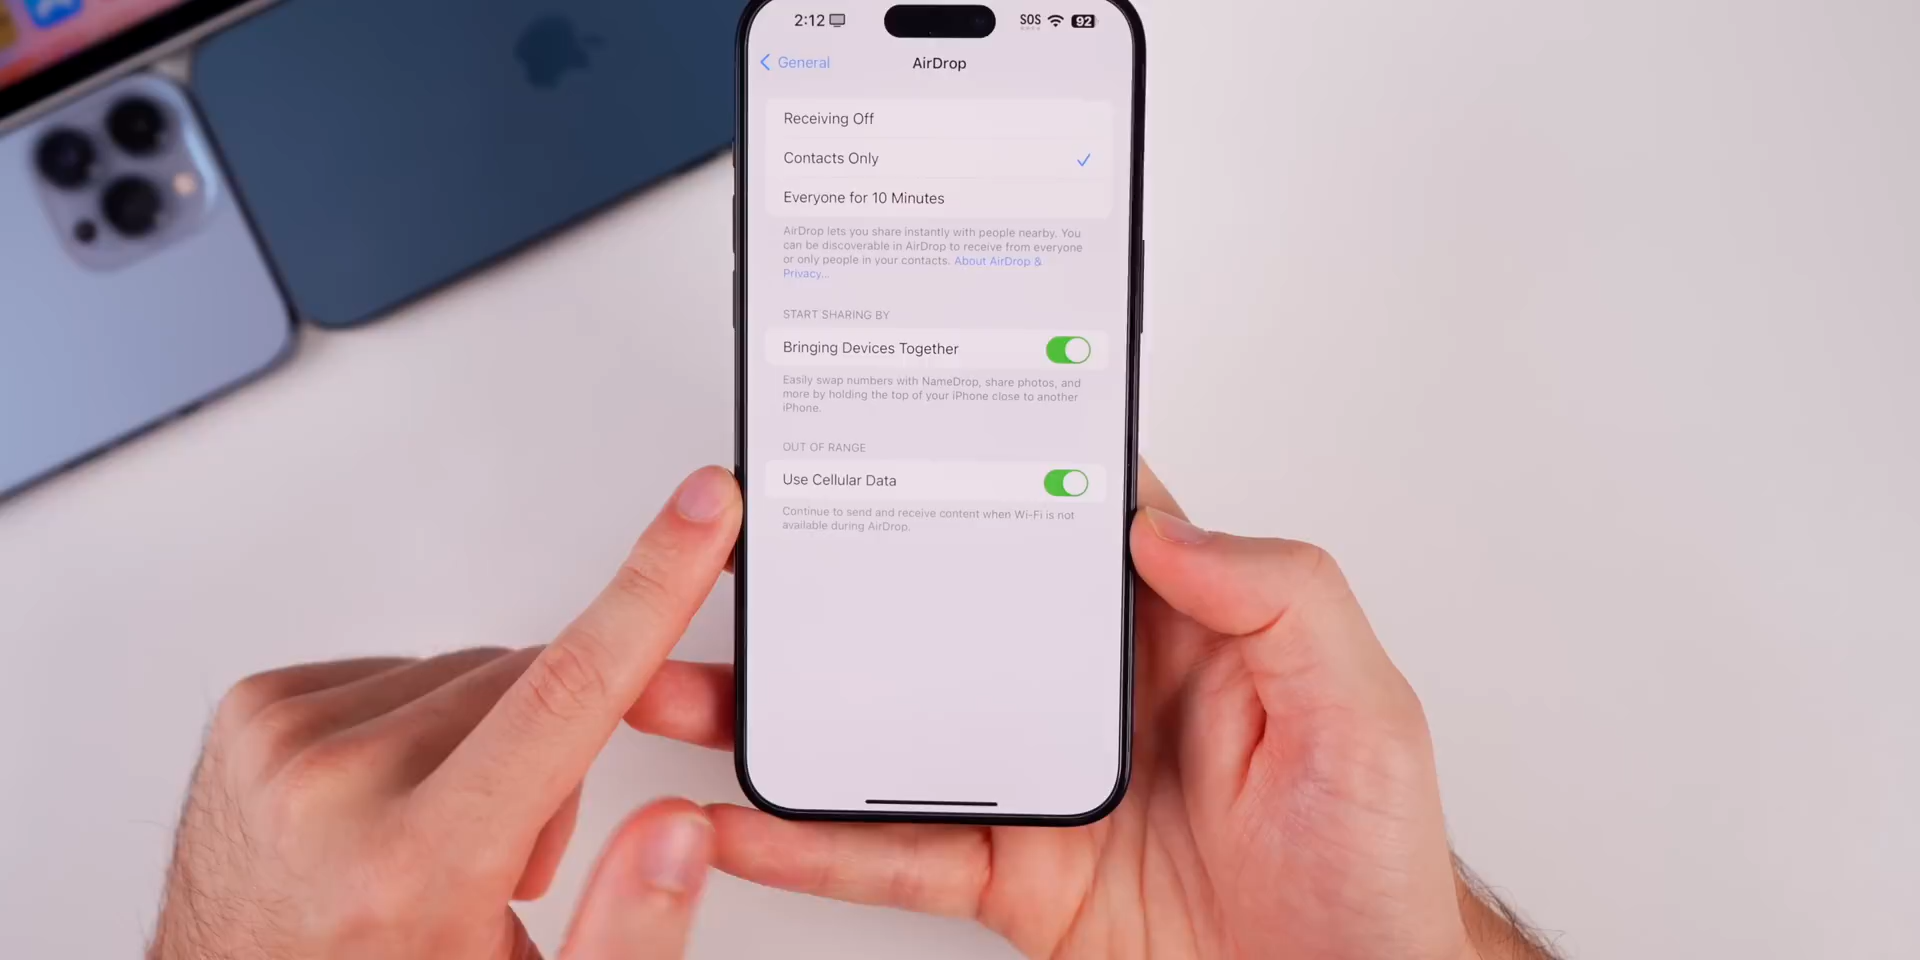 2:12
SOS
92
General
AirDrop
Receiving Off
Contacts Only
Everyone for 10 Minutes
AirDrop lets you share instantly with people nearby. You
can be discoverable in AirDrop to receive from everyone
or only people in your contacts. About AirDrop &
Privacy...
START SHARING BY
Bringing Devices Together
Easily swap numbers with NameDrop, share photos, and
more by holding the top of your iPhone close to another
iPhone.
OUT OF RANGE
Use Cellular Data
Continue to send and receive content when Wi-Fi is not
available during AirDrop.